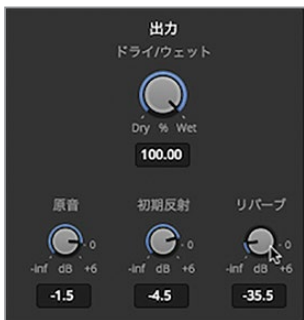 出力
ドライ/ウェット
Dry % Wet
100.00
原音 初期反射 リバーブ
0 0 0
-inf dB +6 -inf dB +6 -inf dB +6
-1.5 -4.5 -35.5